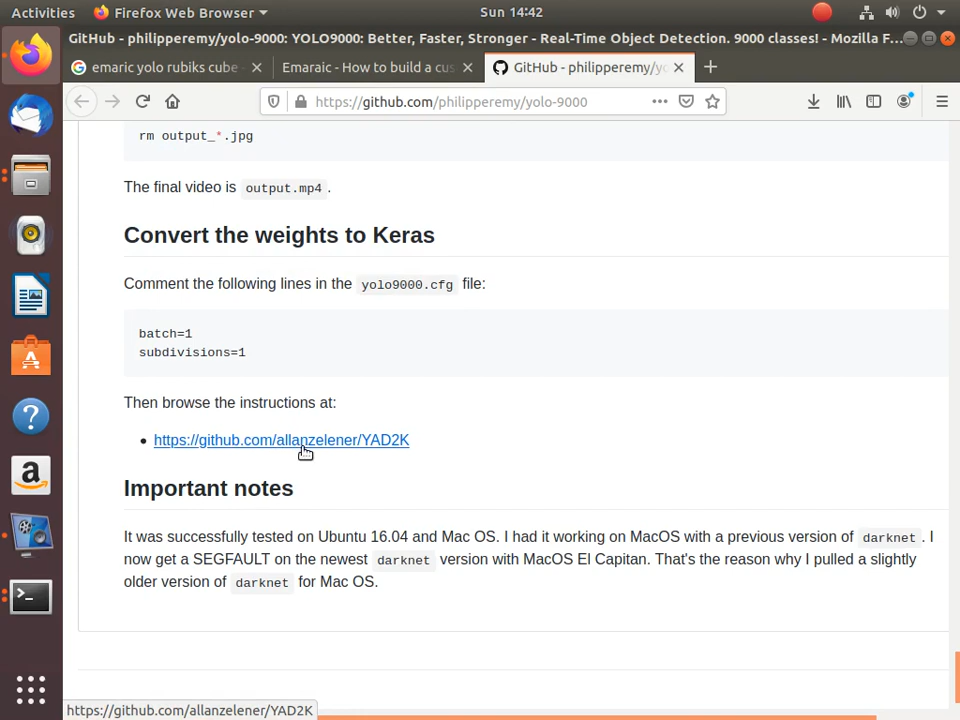 Activities Firefox Web Browser Sun 14:42
GitHub - philipperemy/yolo-9000: YOLO9000: Better, Faster, Stronger - Real-Time Object Detection. 9000 classes! - Mozilla F...
emaric yolo rubiks cube - Emaraic - How to build a cus GitHub - philipperemy/yo
https://github.com/philipperemy/yolo-9000
rm output_*.jpg
The final video is output.mp4 .
Convert the weights to Keras
Comment the following lines in the yolo9000.cfg file:
batch=1
subdivisions=1
Then browse the instructions at:
https://github.com/allanzelener/YAD2K
Important notes
It was successfully tested on Ubuntu 16.04 and Mac OS. I had it working on MacOS with a previous version of darknet . I
now get a SEGFAULT on the newest darknet version with MacOS El Capitan. That's the reason why I pulled a slightly
older version of darknet for Mac OS.
https://github.com/allanzelener/YAD2K